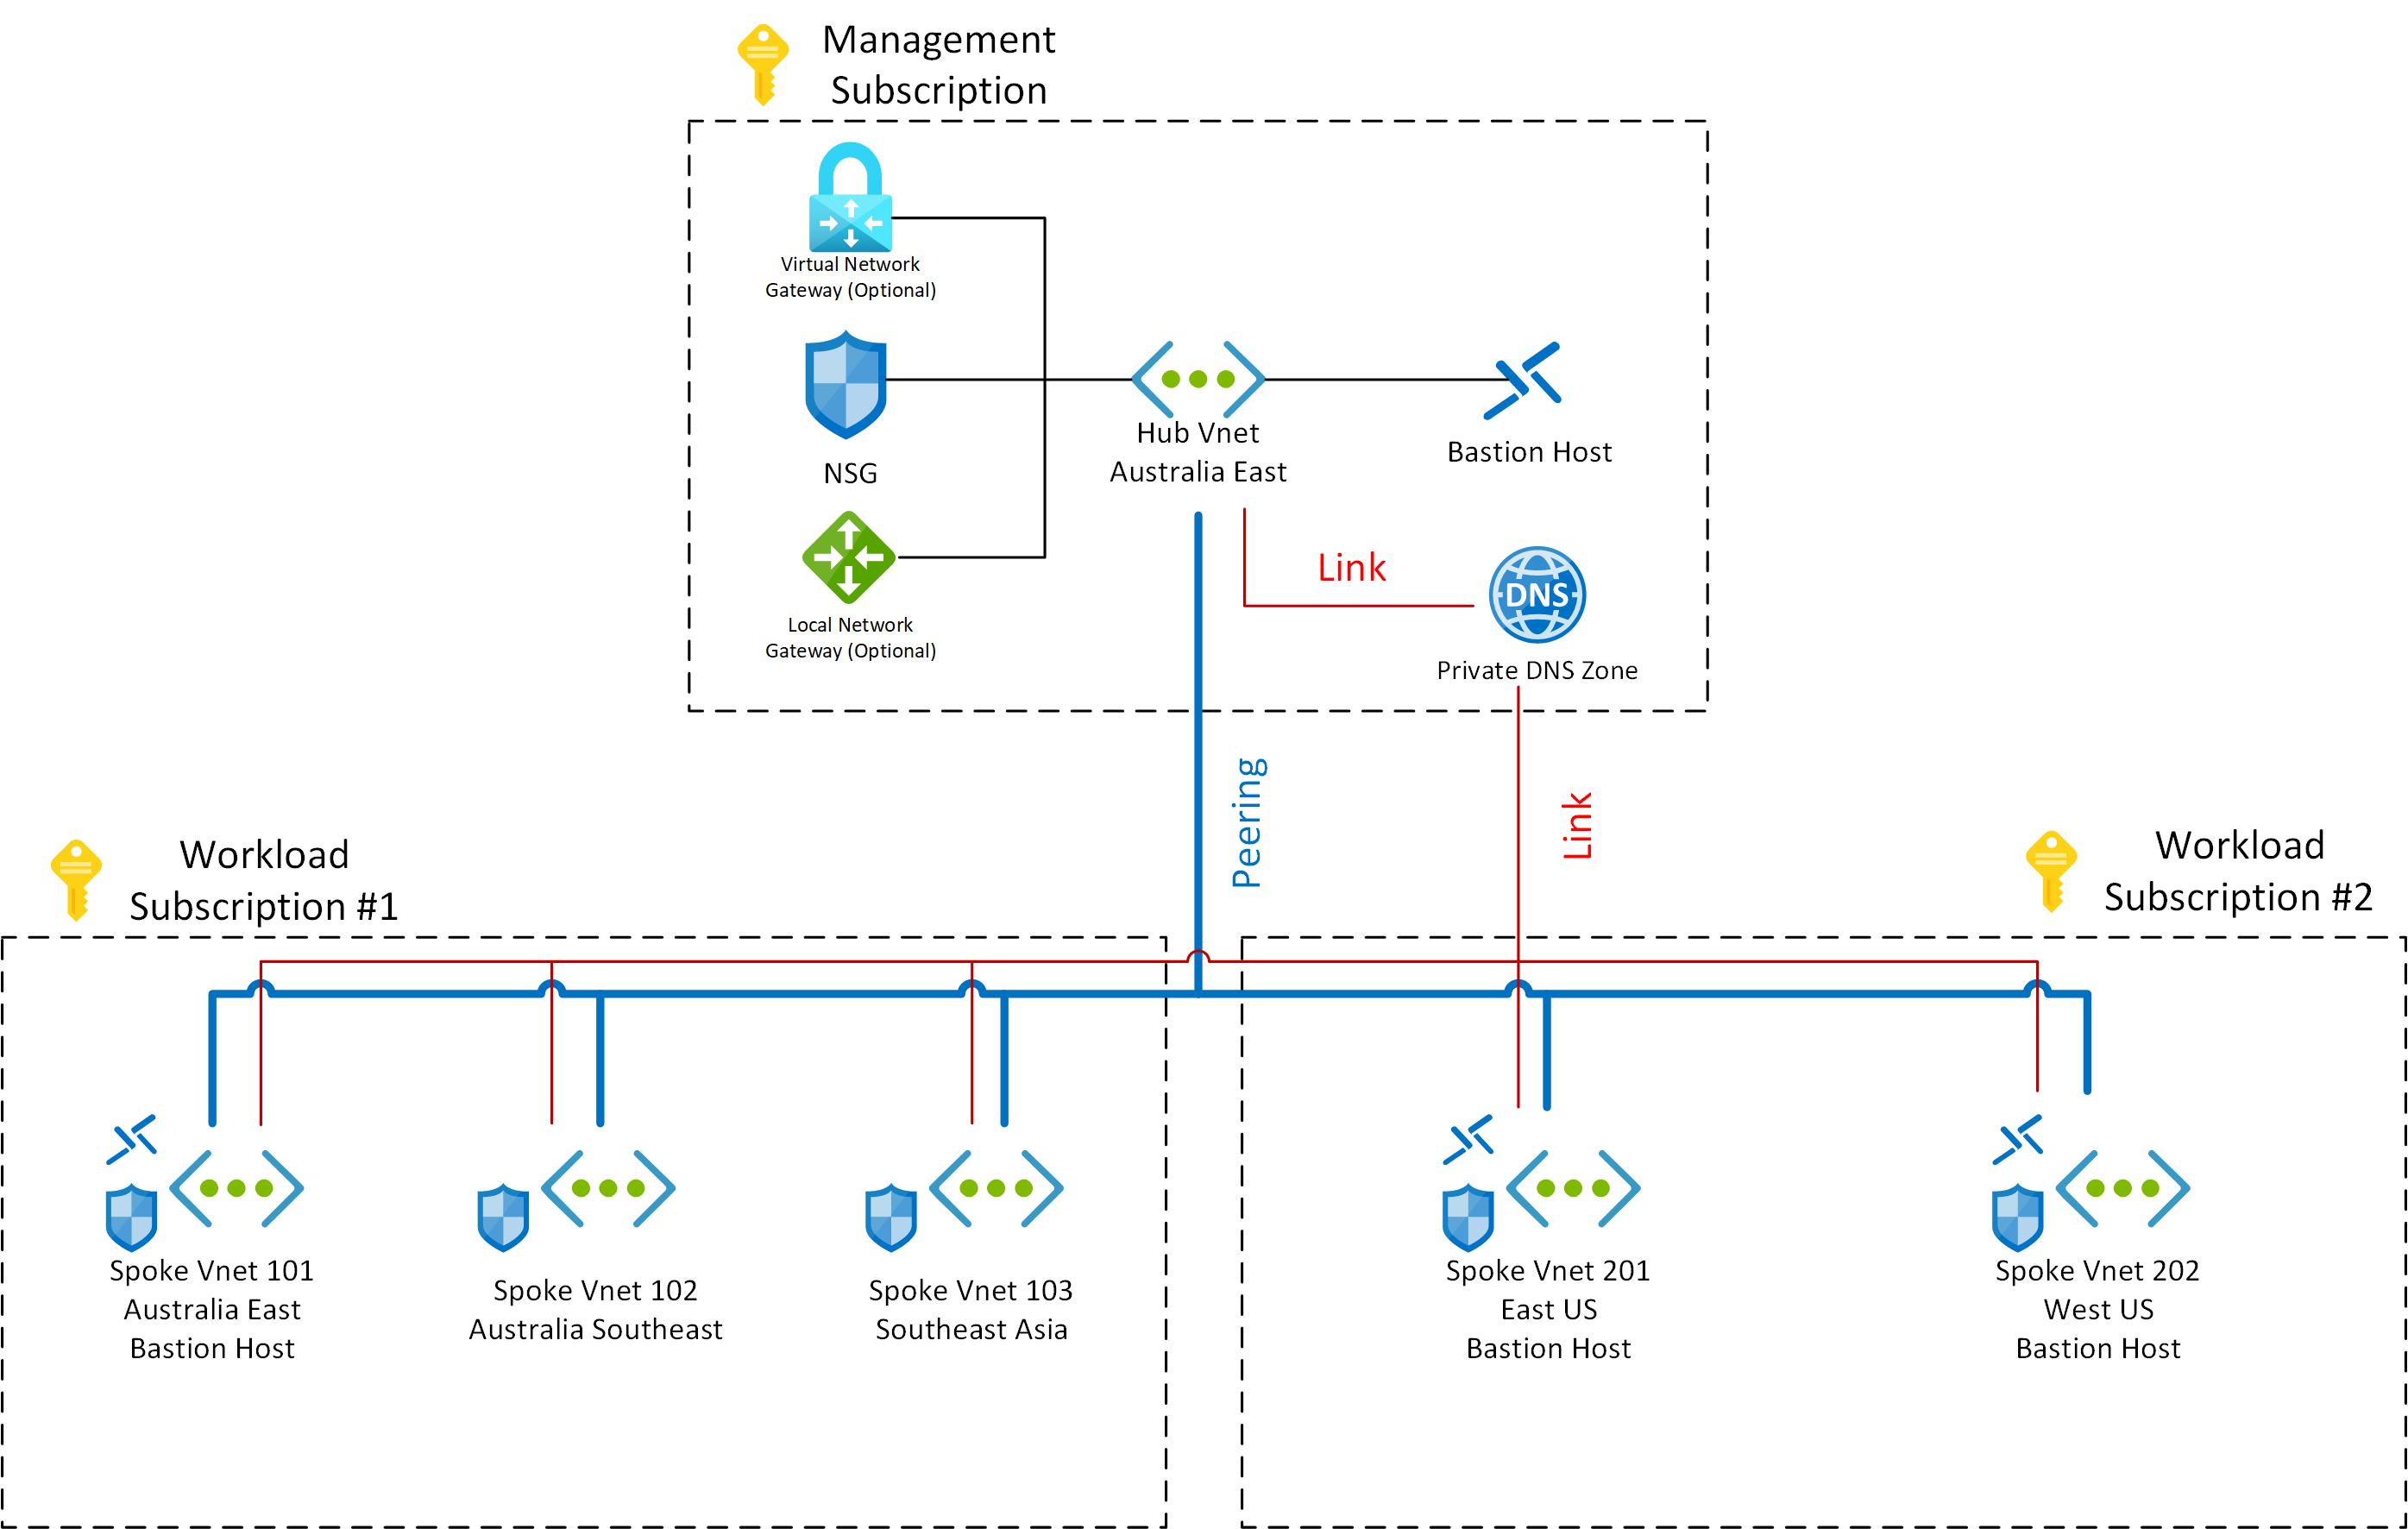 Management
Subscription
Virtual Network
Gateway (Optional)
NSG
Hub Vnet
Australia East
Bastion Host
Link
DNS
Local Network
Gateway (Optional)
Private DNS Zone
Peering
Link
Workload
Subscription #1
Workload
Subscription #2
Spoke Vnet 101
Australia East
Bastion Host
Spoke Vnet 102
Australia Southeast
Spoke Vnet 103
Southeast Asia
Spoke Vnet 201
East US
Bastion Host
Spoke Vnet 202
West US
Bastion Host